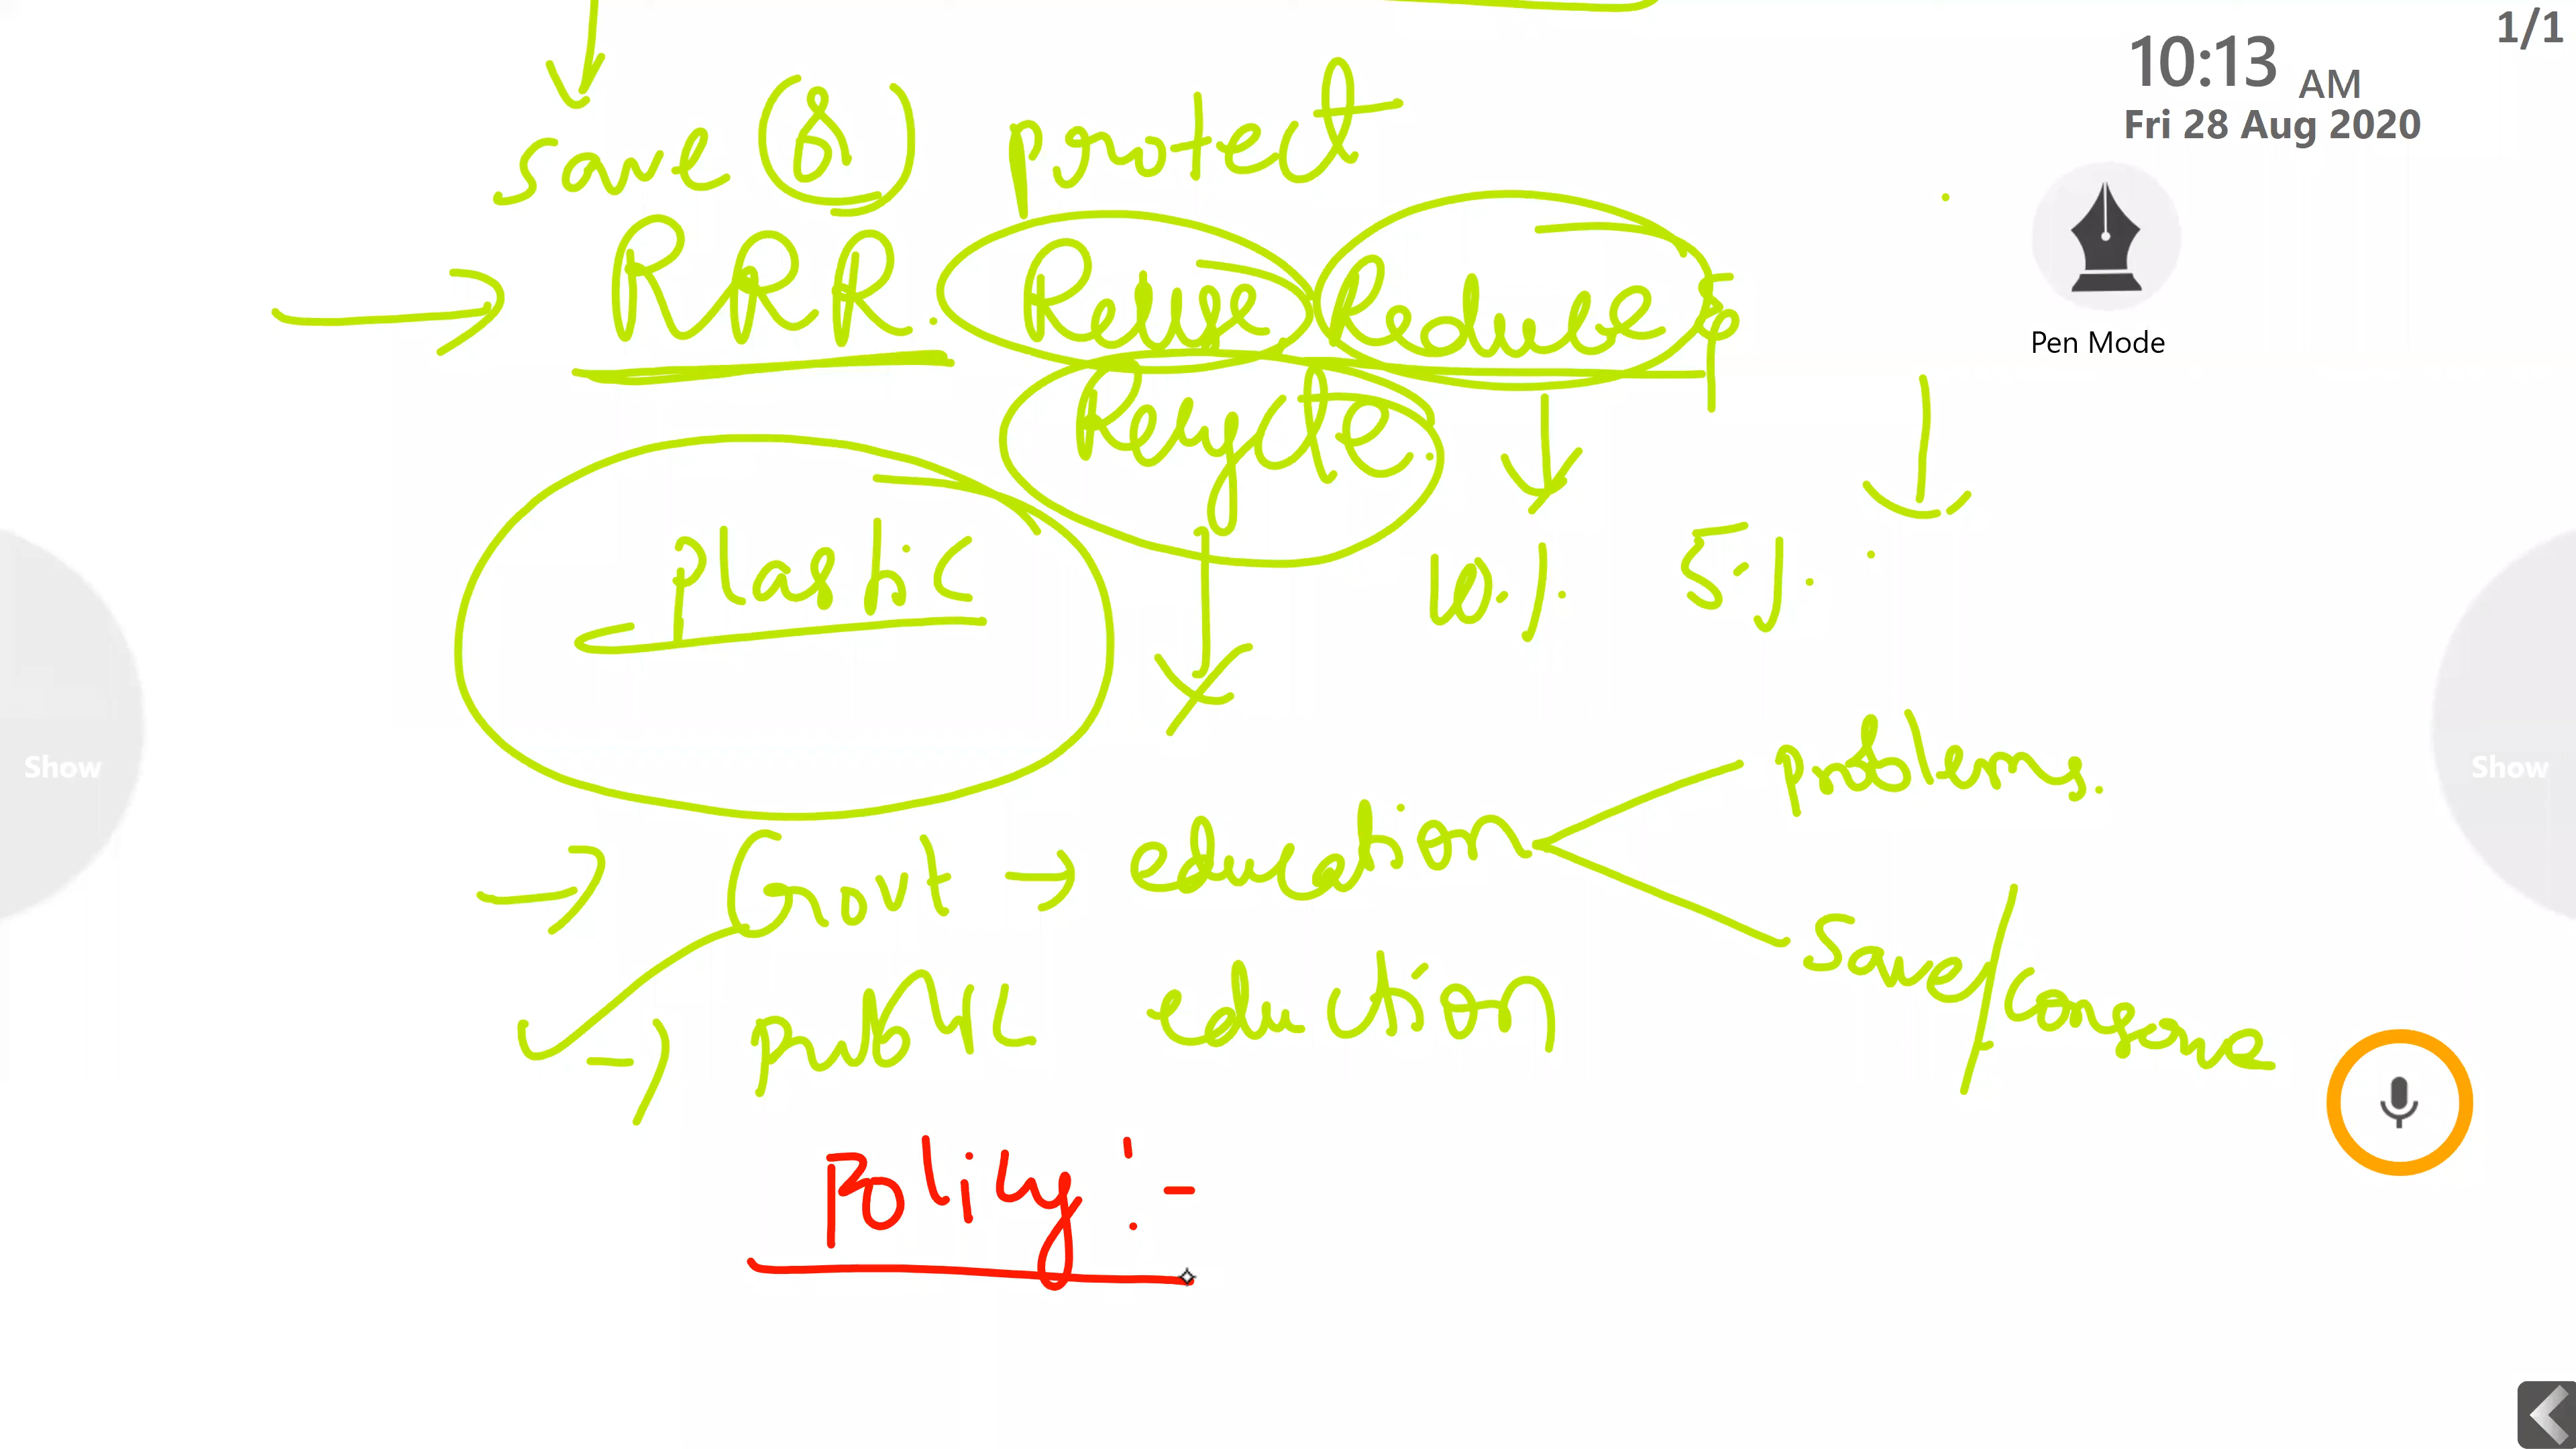 1/1
10:13 AM
Fri 28 Aug 2020
Pen Mode
save & protect
RRR. Reuse Reduce &
Recycle.
plastic
10%. 5%.
Show
Show
problems.
→ Govt → education
Save/Conserve
→ public eduction
Policy :-